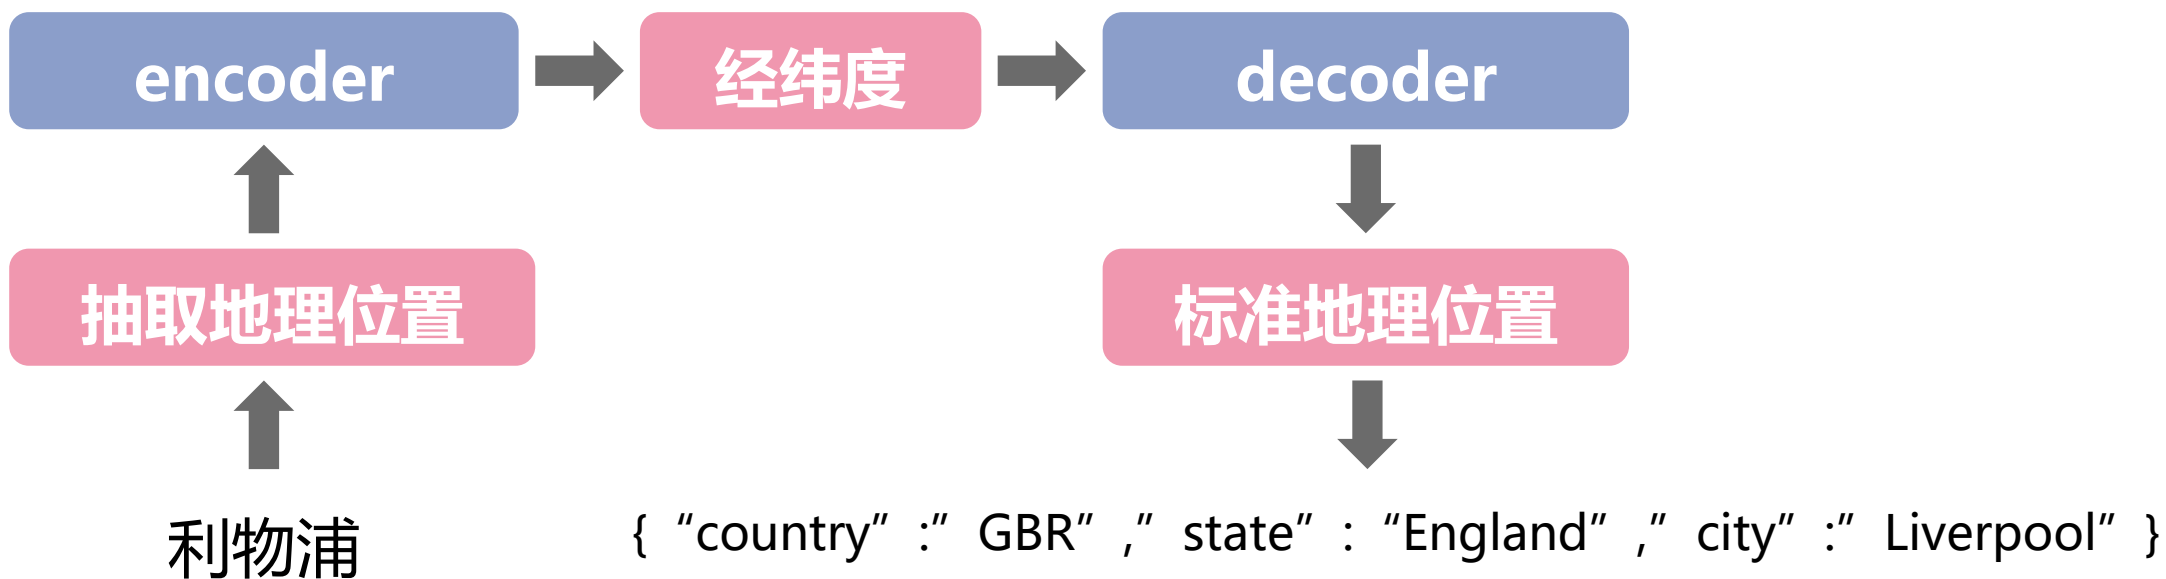 encoder
经纬度
decoder
抽取地理位置
标准地理位置
利物浦
{ “country” :” GBR” ,” state” : “England” ,” city” :” Liverpool” }